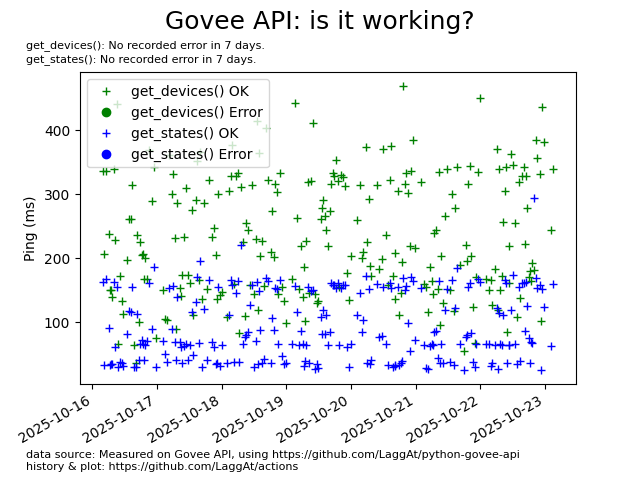 Govee API: is it working?
get_devices(): No recorded error in 7 days.
get_states(): No recorded error in 7 days.
get_devices() OK
get_devices() Error
get_states() OK
get_states() Error
Ping (ms)
400
300
200
100
2025-10-16
2025-10-17
2025-10-18
2025-10-19
2025-10-20
2025-10-21
2025-10-22
2025-10-23
data source: Measured on Govee API, using https://github.com/LaggAt/python-govee-api
history & plot: https://github.com/LaggAt/actions